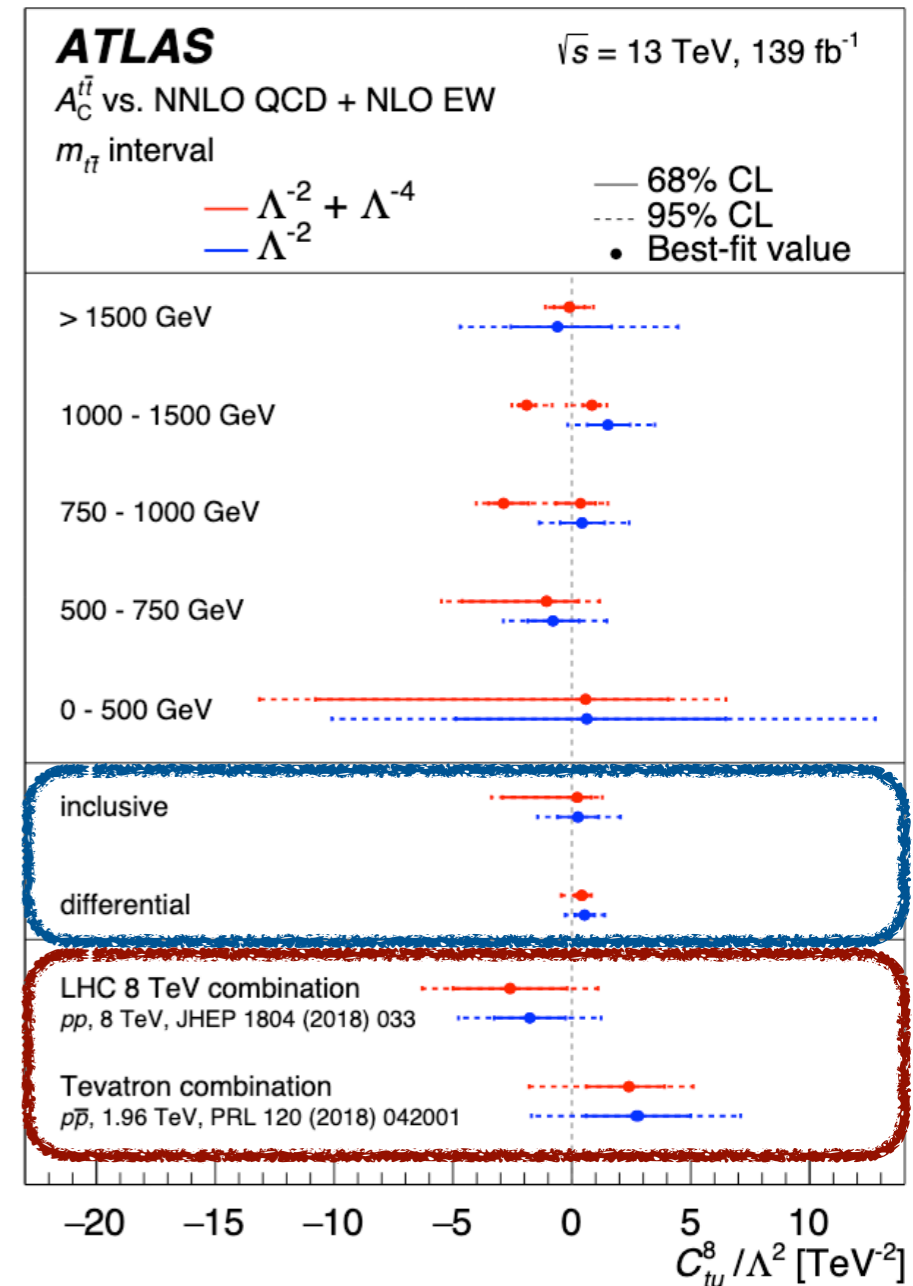 ATLAS
√s = 13 TeV, 139 fb⁻¹
A_C^{tt̄} vs. NNLO QCD + NLO EW
m_{tt̄} interval
Λ⁻² + Λ⁻⁴
Λ⁻²
68% CL
95% CL
Best-fit value
> 1500 GeV
1000 - 1500 GeV
750 - 1000 GeV
500 - 750 GeV
0 - 500 GeV
inclusive
differential
LHC 8 TeV combination
pp, 8 TeV, JHEP 1804 (2018) 033
Tevatron combination
pp̄, 1.96 TeV, PRL 120 (2018) 042001
−20 −15 −10 −5 0 5 10
C_{tu}^8 /Λ² [TeV⁻²]